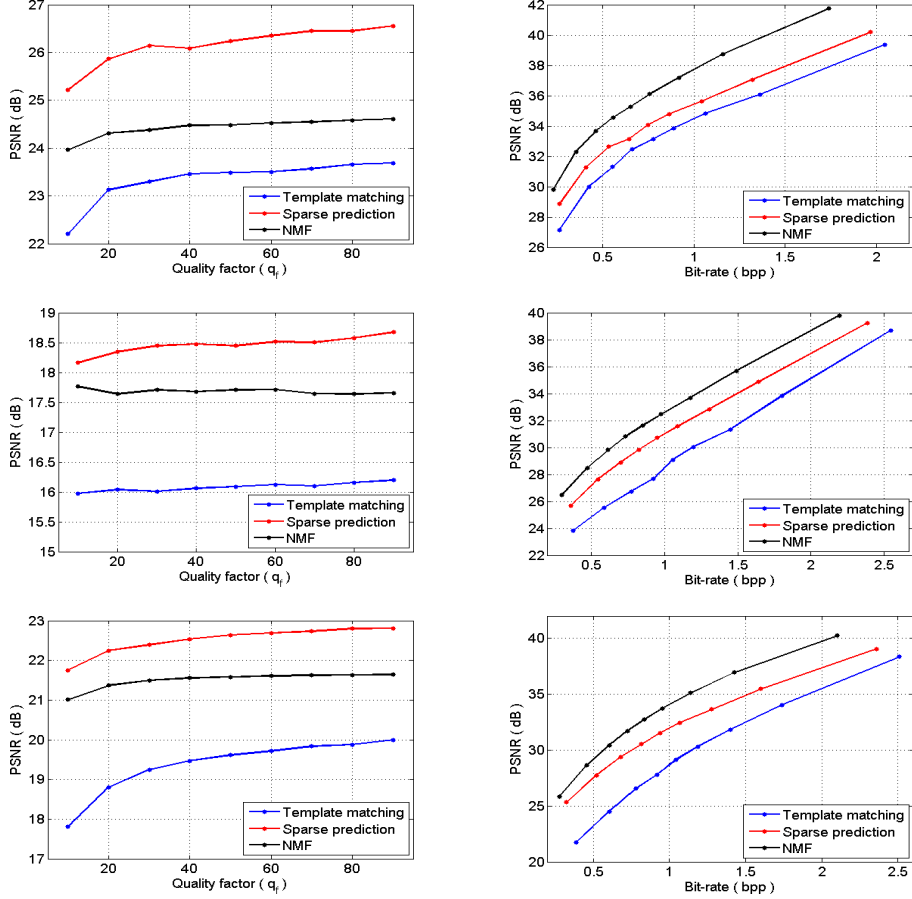 27
26
25
24
23
22
PSNR ( dB )
20 40 60 80
Quality factor ( q_f )
Template matching
Sparse prediction
NMF
42
40
38
36
34
32
30
28
26
PSNR ( dB )
0.5 1 1.5 2
Bit-rate ( bpp )
Template matching
Sparse prediction
NMF
19
18.5
18
17.5
17
16.5
16
15.5
15
PSNR ( dB )
20 40 60 80
Quality factor ( q_f )
Template matching
Sparse prediction
NMF
40
38
36
34
32
30
28
26
24
22
PSNR ( dB )
0.5 1 1.5 2 2.5
Bit-rate ( bpp )
Template matching
Sparse prediction
NMF
23
22
21
20
19
18
17
PSNR ( dB )
20 40 60 80
Quality factor ( q_f )
Template matching
Sparse prediction
NMF
40
35
30
25
20
PSNR ( dB )
0.5 1 1.5 2 2.5
Bit-rate ( bpp )
Template matching
Sparse prediction
NMF